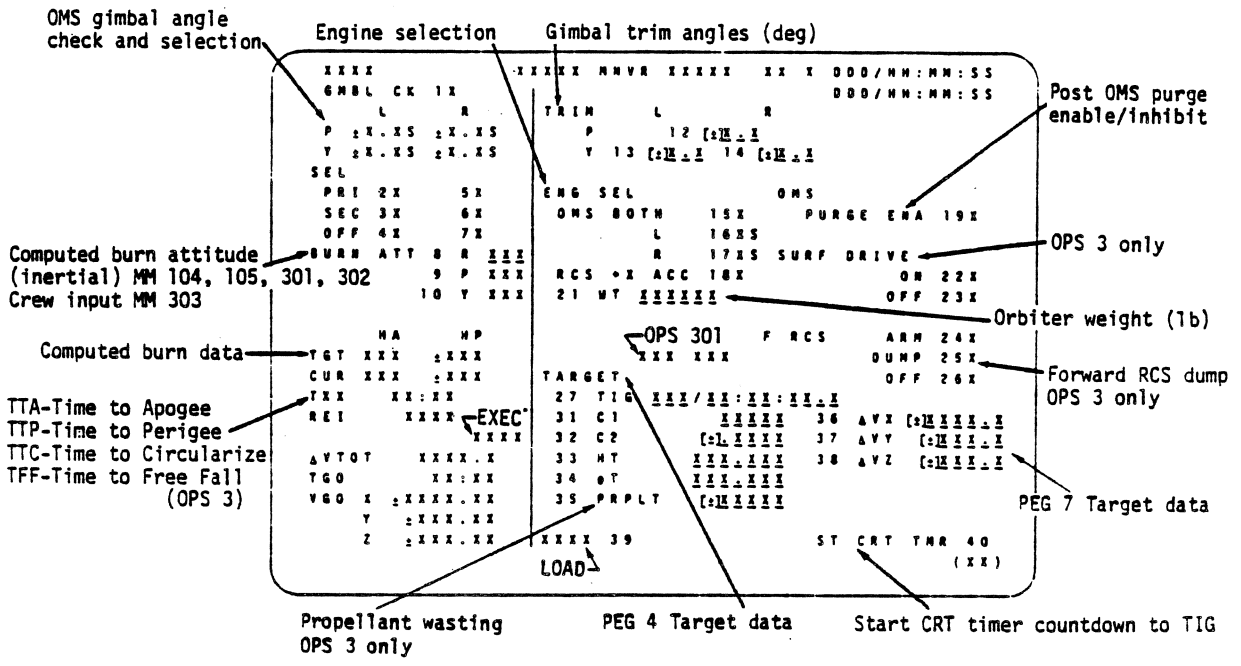 OMS gimbal angle
check and selection
Engine selection
Gimbal trim angles (deg)
XXXX XXXXX MNVR XXXXX XX X DDD/HH:MM:SS
GMBL CK 1X DDD/HH:MM:SS
L R TRIM L R
P ±X.XS ±X.XS P 12 [±]X.X
Y ±X.XS ±X.XS Y 13 [±]X.X 14 [±]X.X
SEL
PRI 2X 5X ENG SEL OMS
SEC 3X 6X OMS BOTH 15X PURGE ENA 19X
OFF 4X 7X L 16XS
BURN ATT 8 R XXX R 17XS SURF DRIVE
9 P XXX RCS +X ACC 18X ON 22X
10 Y XXX 21 WT XXXXXX OFF 23X
HA HP OPS 301 F RCS ARM 24X
TGT XXX ±XXX XXX XXX DUMP 25X
CUR XXX ±XXX TARGET OFF 26X
TXX XX:XX 27 TIG XXX/XX:XX:XX.X
REI XXXX EXEC" 31 C1 XXXXX 36 ΔVX [±]XXXX.X
XXXX 32 C2 [±].XXXX 37 ΔVY [±]XXX.X
ΔVTOT XXXX.X 33 HT XXX.XXX 38 ΔVZ [±]XXX.X
TGO XX:XX 34 θT XXX.XXX
VGO X ±XXXX.XX 35 PRPLT [±]XXXXX
Y ±XXX.XX
Z ±XXX.XX XXXX 39 ST CRT TMR 40
LOAD (XX)
Post OMS purge
enable/inhibit
OPS 3 only
Computed burn attitude
(inertial) MM 104, 105, 301, 302
Crew input MM 303
Orbiter weight (lb)
Computed burn data
Forward RCS dump
OPS 3 only
TTA-Time to Apogee
TTP-Time to Perigee
TTC-Time to Circularize
TFF-Time to Free Fall
(OPS 3)
PEG 7 Target data
Propellant wasting
OPS 3 only
PEG 4 Target data
Start CRT timer countdown to TIG